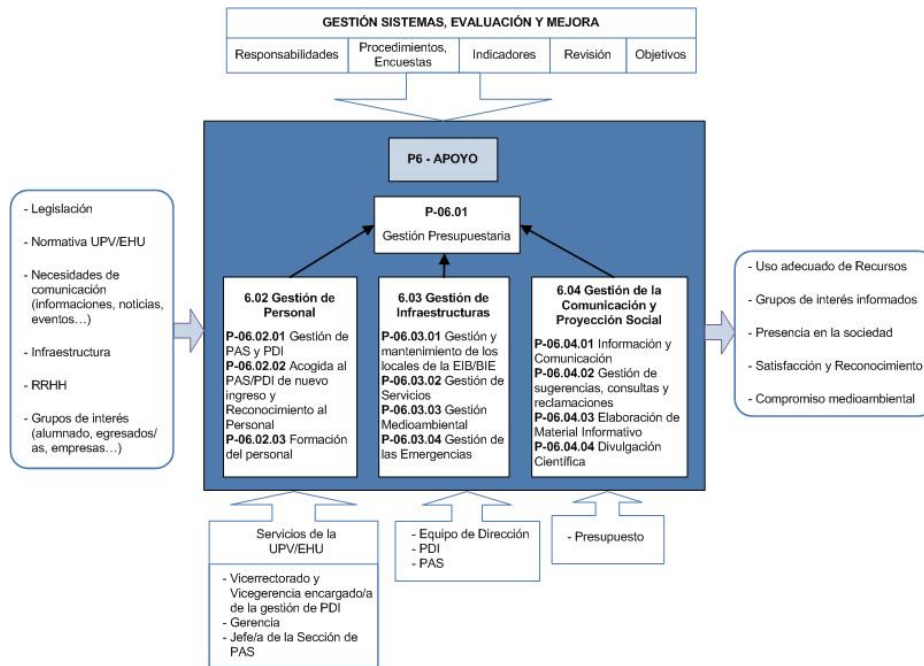 GESTIÓN SISTEMAS, EVALUACIÓN Y MEJORA
Responsabilidades
Procedimientos,
Encuestas
Indicadores
Revisión
Objetivos
P6 - APOYO
P-06.01
Gestión Presupuestaria
- Legislación
- Normativa UPV/EHU
- Necesidades de
comunicación
(informaciones, noticias,
eventos...)
- Infraestructura
- RRHH
- Grupos de interés
(alumnado, egresados/
as, empresas...)
6.02 Gestión de
Personal
P-06.02.01 Gestión de
PAS y PDI
P-06.02.02 Acogida al
PAS/PDI de nuevo
ingreso y
Reconocimiento al
Personal
P-06.02.03 Formación
del personal
6.03 Gestión de
Infraestructuras
P-06.03.01 Gestión y
mantenimiento de los
locales de la EIB/BIE
P-06.03.02 Gestión de
Servicios
P-06.03.03 Gestión
Medioambiental
P-06.03.04 Gestión de
las Emergencias
6.04 Gestión de la
Comunicación y
Proyección Social
P-06.04.01 Información y
Comunicación
P-06.04.02 Gestión de
sugerencias, consultas y
reclamaciones
P-06.04.03 Elaboración de
Material Informativo
P-06.04.04 Divulgación
Científica
- Uso adecuado de Recursos
- Grupos de interés informados
- Presencia en la sociedad
- Satisfacción y Reconocimiento
- Compromiso medioambiental
Servicios de la
UPV/EHU
- Vicerrectorado y
Vicegerencia encargado/a
de la gestión de PDI
- Gerencia
- Jefe/a de la Sección de
PAS
- Equipo de Dirección
- PDI
- PAS
- Presupuesto